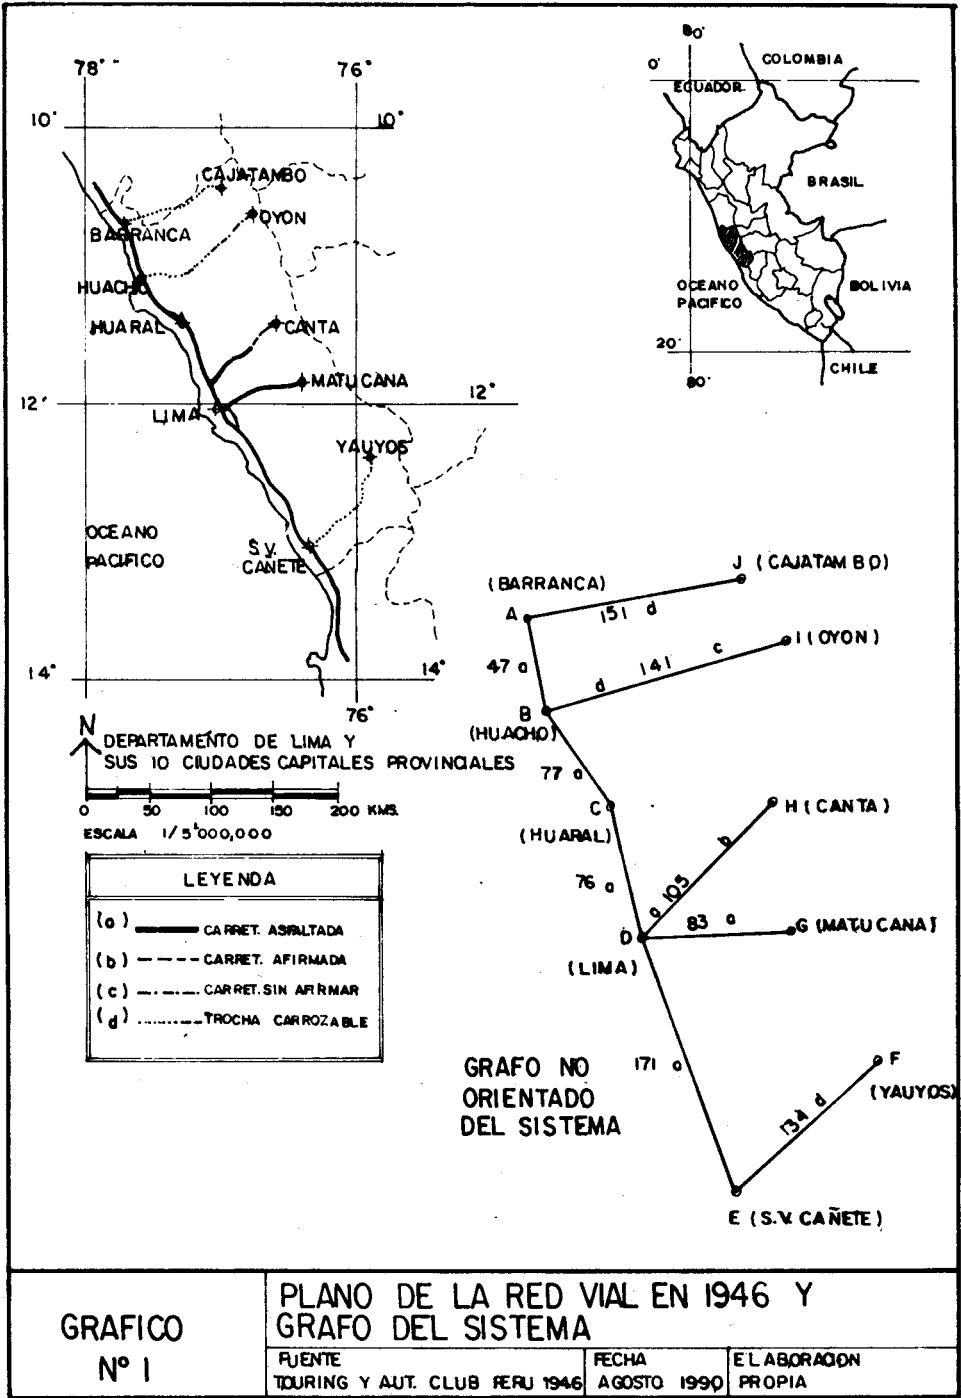 78°
76°
10°
10°
CAJATAMBO
OYON
BARRANCA
HUACHO
HUARAL
CANTA
MATUCANA
12°
12°
LIMA
YAUYOS
OCEANO
PACIFICO
S.V.
CAÑETE
14°
14°
76°
80°
0°
COLOMBIA
ECUADOR
BRASIL
OCEANO
PACIFICO
BOLIVIA
20°
80°
CHILE
N
DEPARTAMENTO DE LIMA Y
SUS 10 CIUDADES CAPITALES PROVINCIALES
0 50 100 150 200 KMS.
ESCALA 1/5'000,000
LEYENDA
(a) CARRET. ASFALTADA
(b) CARRET. AFIRMADA
(c) CARRET. SIN AFIRMAR
(d) TROCHA CARROZABLE
J (CAJATAMBO)
(BARRANCA)
A
151 d
I (OYON)
47 a
d 141 c
B
(HUACHO)
77 a
C
(HUARAL)
H (CANTA)
76 a
a 105 b
83 a
G (MATUCANA)
D
(LIMA)
171 a
F
(YAUYOS)
134 d
E (S.V. CAÑETE)
GRAFO NO
ORIENTADO
DEL SISTEMA
GRAFICO
N° 1
PLANO DE LA RED VIAL EN 1946 Y
GRAFO DEL SISTEMA
FUENTE
TOURING Y AUT. CLUB PERU 1946
FECHA
AGOSTO 1990
ELABORACION
PROPIA